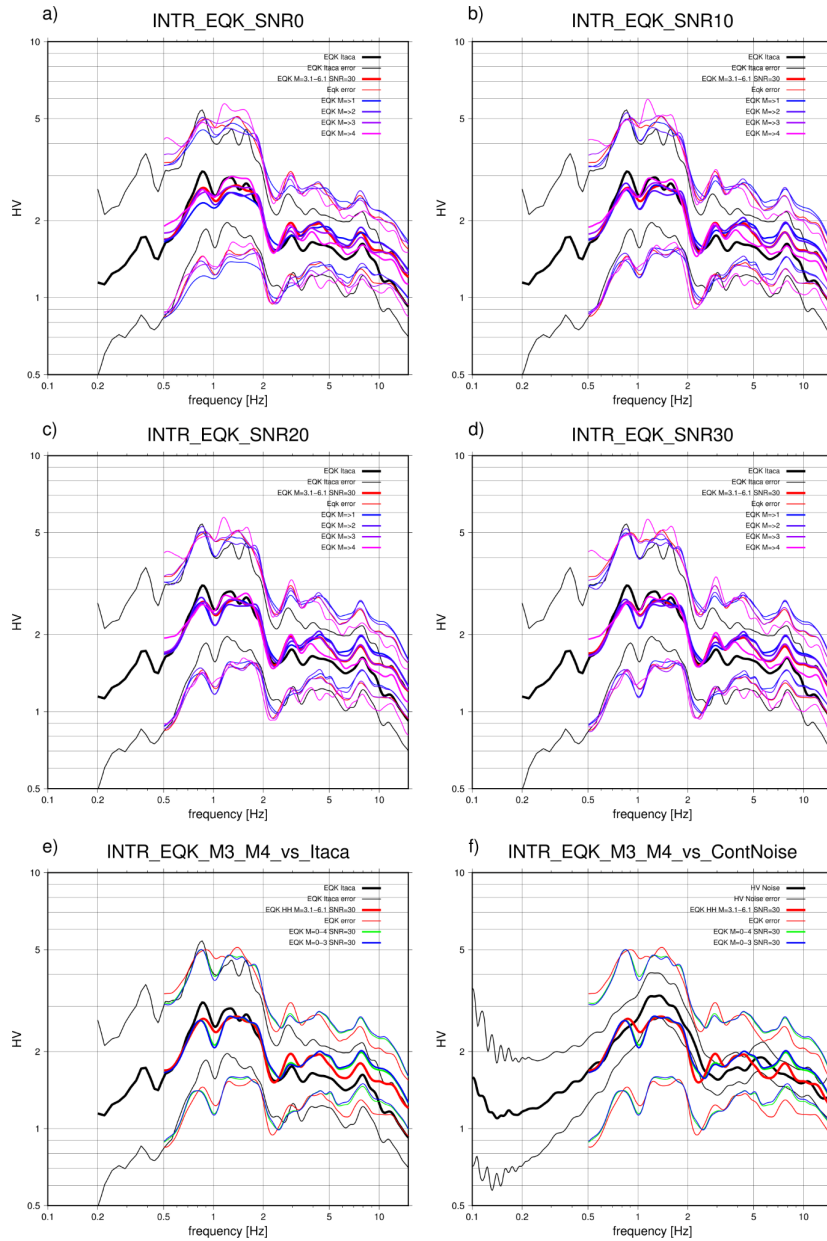 a)
INTR_EQK_SNR0
10
5
2
1
0.5
HV
0.1
0.2
0.5
1
2
5
10
frequency [Hz]
EQK Itaca
EQK Itaca error
EQK M=3.1-6.1 SNR=30
Eqk error
EQK M=>1
EQK M=>2
EQK M=>3
EQK M=>4
b)
INTR_EQK_SNR10
10
5
2
1
0.5
HV
0.1
0.2
0.5
1
2
5
10
frequency [Hz]
EQK Itaca
EQK Itaca error
EQK M=3.1-6.1 SNR=30
Eqk error
EQK M=>1
EQK M=>2
EQK M=>3
EQK M=>4
c)
INTR_EQK_SNR20
10
5
2
1
0.5
HV
0.1
0.2
0.5
1
2
5
10
frequency [Hz]
EQK Itaca
EQK Itaca error
EQK M=3.1-6.1 SNR=30
Eqk error
EQK M=>1
EQK M=>2
EQK M=>3
EQK M=>4
d)
INTR_EQK_SNR30
10
5
2
1
0.5
HV
0.1
0.2
0.5
1
2
5
10
frequency [Hz]
EQK Itaca
EQK Itaca error
EQK M=3.1-6.1 SNR=30
Eqk error
EQK M=>1
EQK M=>2
EQK M=>3
EQK M=>4
e)
INTR_EQK_M3_M4_vs_Itaca
10
5
2
1
0.5
HV
0.1
0.2
0.5
1
2
5
10
frequency [Hz]
EQK Itaca
EQK Itaca error
EQK HH M=3.1-6.1 SNR=30
EQK error
EQK M=0-4 SNR=30
EQK M=0-3 SNR=30
f)
INTR_EQK_M3_M4_vs_ContNoise
10
5
2
1
0.5
HV
0.1
0.2
0.5
1
2
5
10
frequency [Hz]
HV Noise
HV Noise error
EQK HH M=3.1-6.1 SNR=30
EQK error
EQK M=0-4 SNR=30
EQK M=0-3 SNR=30